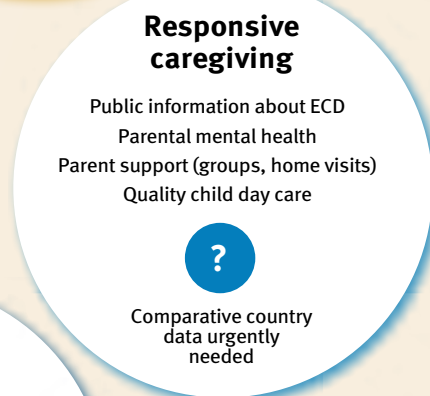 Responsive
caregiving
Public information about ECD
Parental mental health
Parent support (groups, home visits)
Quality child day care
?
Comparative country
data urgently
needed